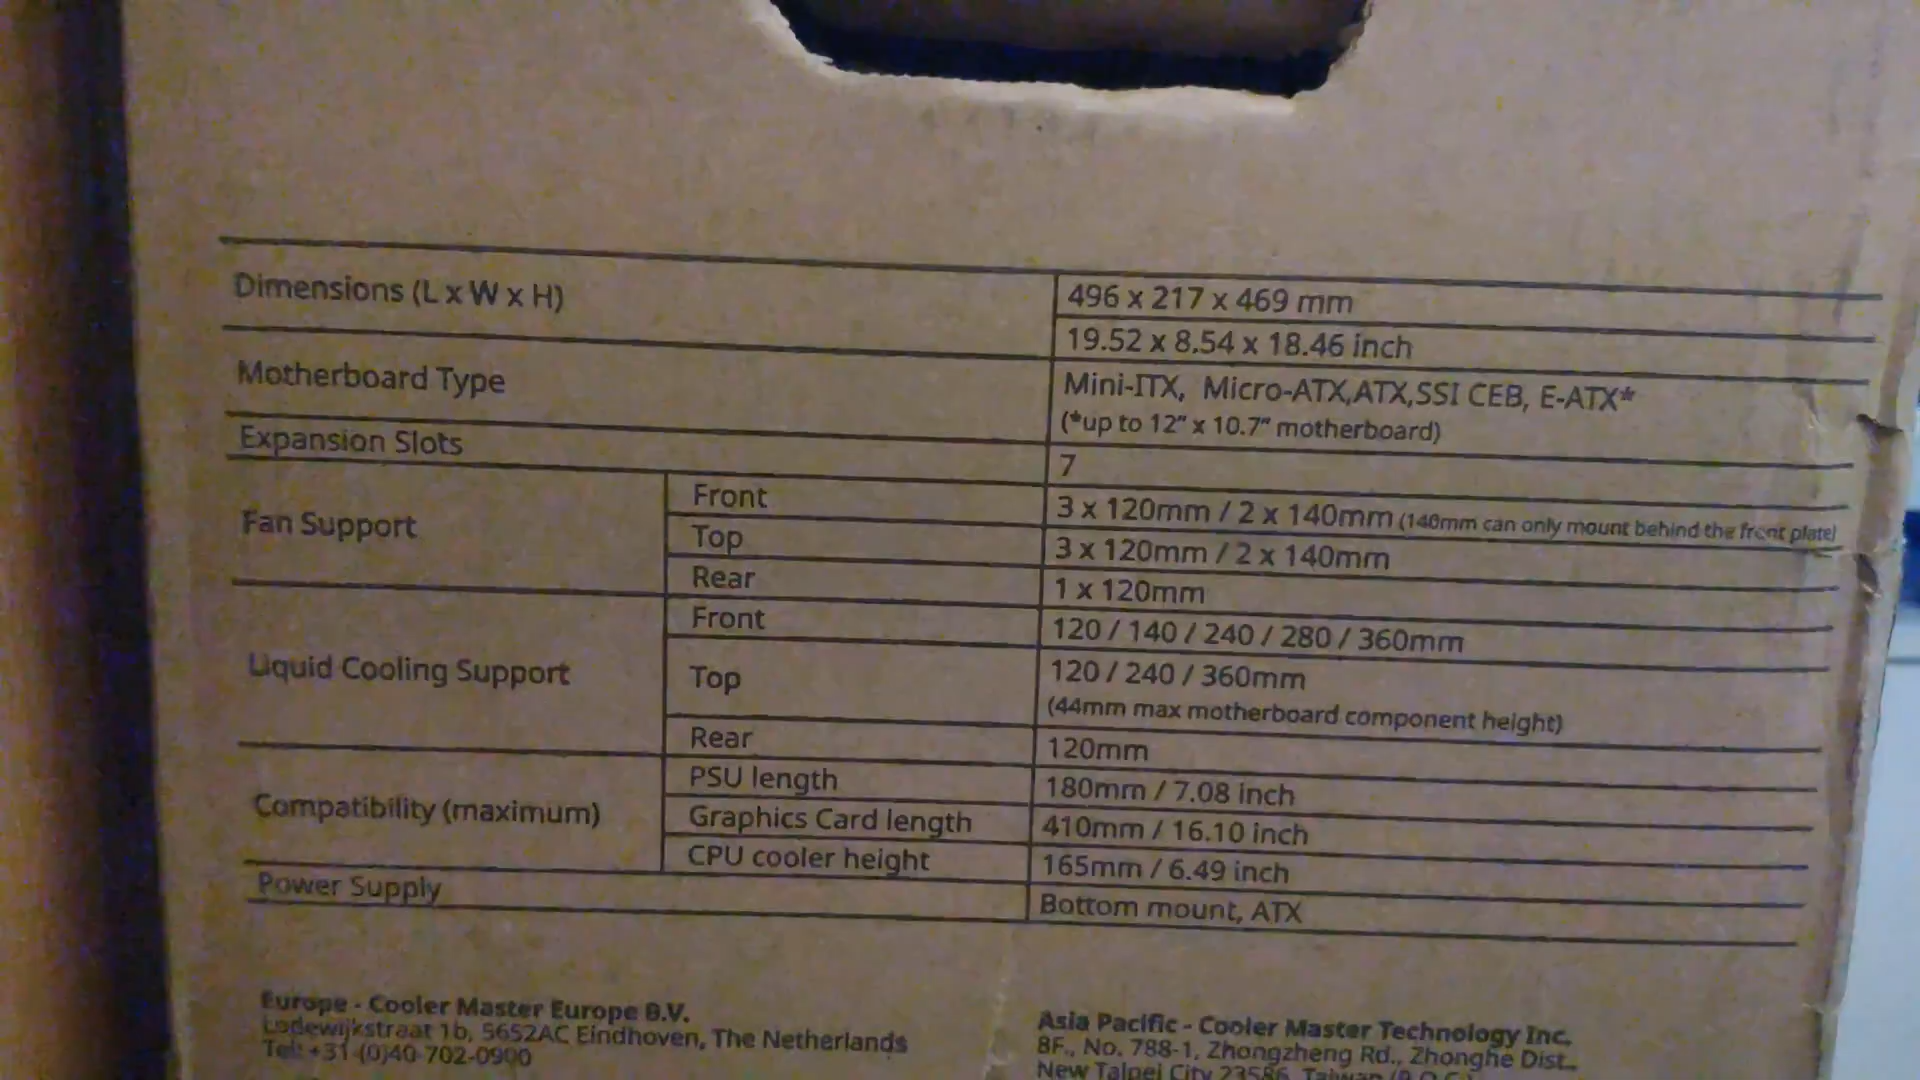 Dimensions (L x W x H)
496 x 217 x 469 mm
19.52 x 8.54 x 18.46 inch
Motherboard Type
Mini-ITX, Micro-ATX,ATX,SSI CEB, E-ATX*
(*up to 12" x 10.7" motherboard)
Expansion Slots
7
Fan Support
Front
3 x 120mm / 2 x 140mm (140mm can only mount behind the front plate)
Top
3 x 120mm / 2 x 140mm
Rear
1 x 120mm
Liquid Cooling Support
Front
120 / 140 / 240 / 280 / 360mm
Top
120 / 240 / 360mm
(44mm max motherboard component height)
Rear
120mm
Compatibility (maximum)
PSU length
180mm / 7.08 inch
Graphics Card length
410mm / 16.10 inch
CPU cooler height
165mm / 6.49 inch
Power Supply
Bottom mount, ATX
Europe - Cooler Master Europe B.V.
Lodewijkstraat 1b, 5652AC Eindhoven, The Netherlands
Tel: +31-(0)40-702-0900
Asia Pacific - Cooler Master Technology Inc.
8F., No. 788-1, Zhongzheng Rd., Zhonghe Dist.,
New Taipei City 23586, Taiwan (R.O.C.)